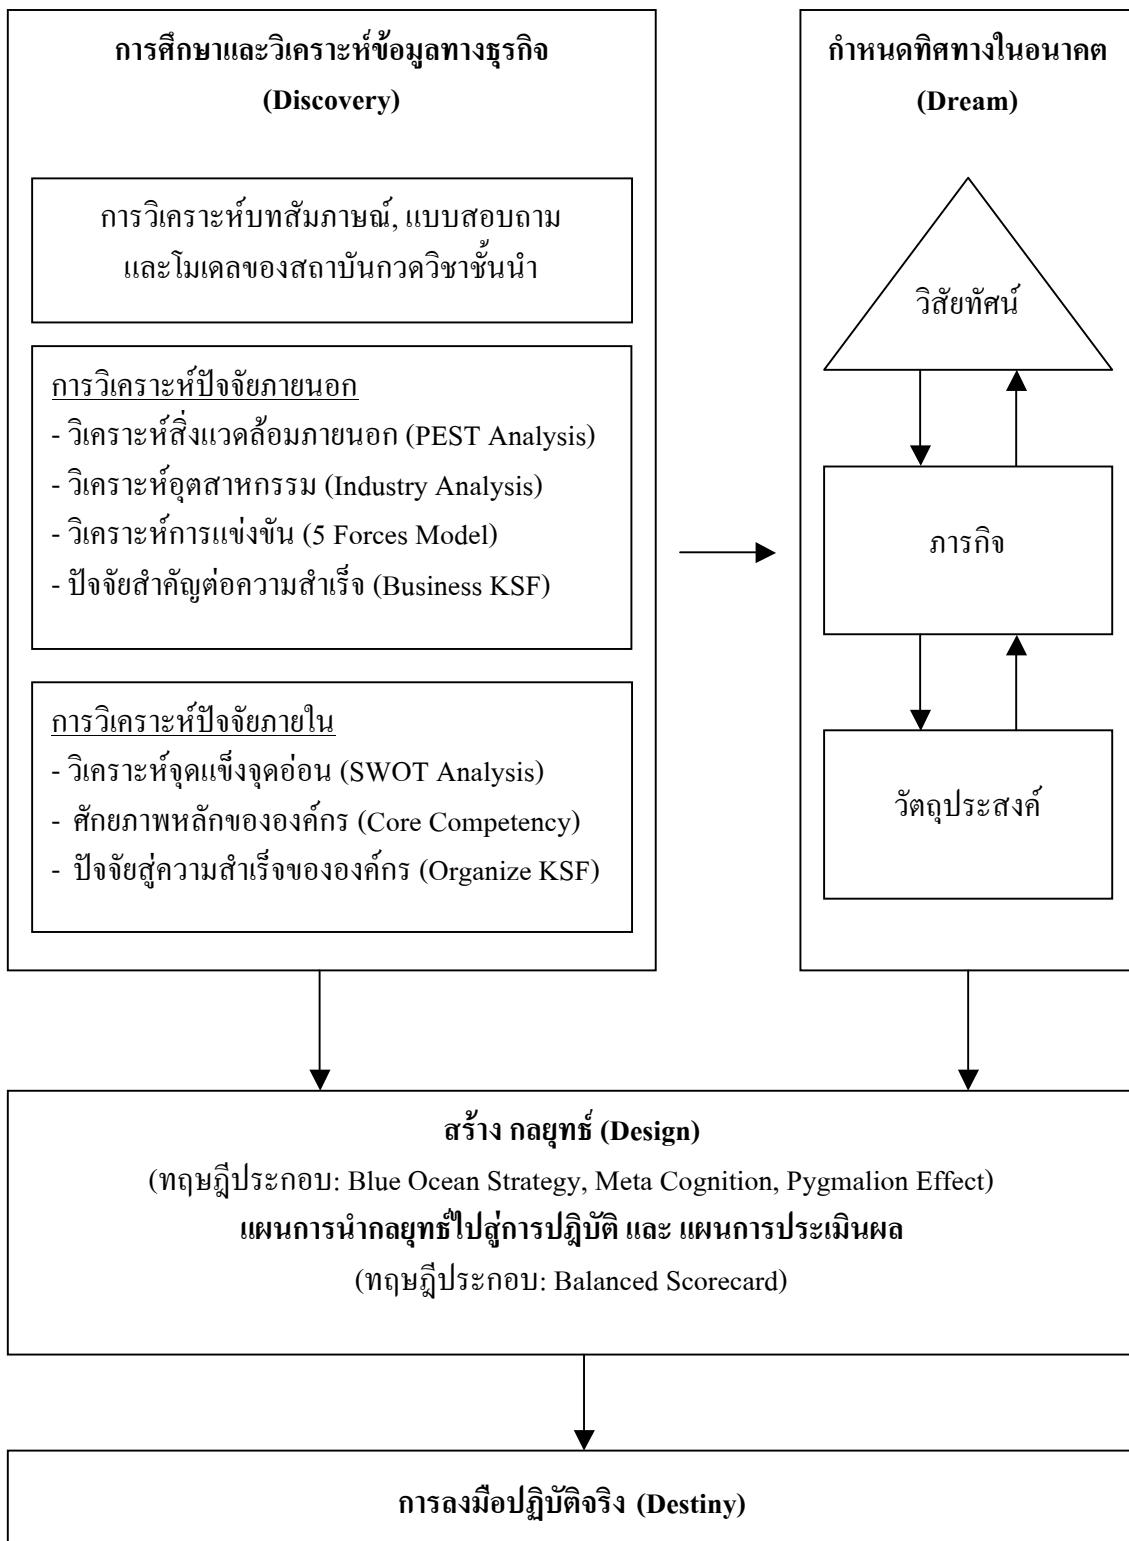 การศึกษาและวิเคราะห์ข้อมูลทางธุรกิจ
(Discovery)
การวิเคราะห์บทสัมภาษณ์, แบบสอบถาม
และโมเดลของสถาบันกวดวิชาชั้นนำ
การวิเคราะห์ปัจจัยภายนอก
- วิเคราะห์สิ่งแวดล้อมภายนอก (PEST Analysis)
- วิเคราะห์อุตสาหกรรม (Industry Analysis)
- วิเคราะห์การแข่งขัน (5 Forces Model)
- ปัจจัยสำคัญต่อความสำเร็จ (Business KSF)
การวิเคราะห์ปัจจัยภายใน
- วิเคราะห์จุดแข็งจุดอ่อน (SWOT Analysis)
- ศักยภาพหลักขององค์กร (Core Competency)
- ปัจจัยสู่ความสำเร็จขององค์กร (Organize KSF)
กำหนดทิศทางในอนาคต
(Dream)
วิสัยทัศน์
ภารกิจ
วัตถุประสงค์
สร้าง กลยุทธ์ (Design)
(ทฤษฎีประกอบ: Blue Ocean Strategy, Meta Cognition, Pygmalion Effect)
แผนการนำกลยุทธ์ไปสู่การปฎิบัติ และ แผนการประเมินผล
(ทฤษฎีประกอบ: Balanced Scorecard)
การลงมือปฏิบัติจริง (Destiny)